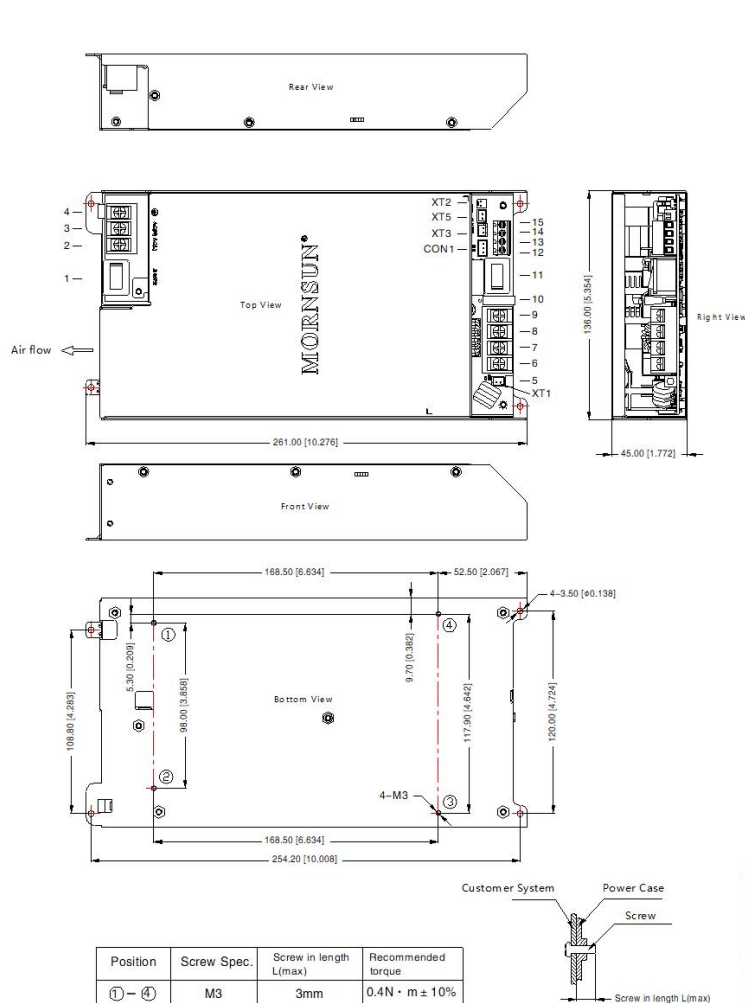 Rear View
XT2
XT5
XT3
CON1
15
14
13
12
11
10
9
8
7
6
5
XT1
4
3
2
1
Top View
MORNSUN®
Air flow
136.00 [5.354]
Right View
261.00 [10.276]
45.00 [1.772]
Front View
168.50 [6.634]
52.50 [2.067]
4-3.50 [ø0.138]
①
④
5.30 [0.209]
9.70 [0.382]
108.80 [4.283]
98.00 [3.858]
Bottom View
117.90 [4.642]
120.00 [4.724]
②
4-M3
③
168.50 [6.634]
254.20 [10.008]
Customer System
Power Case
Screw
Screw in length L(max)
Position Screw Spec. Screw in length L(max) Recommended torque
①-④ M3 3mm 0.4N·m±10%